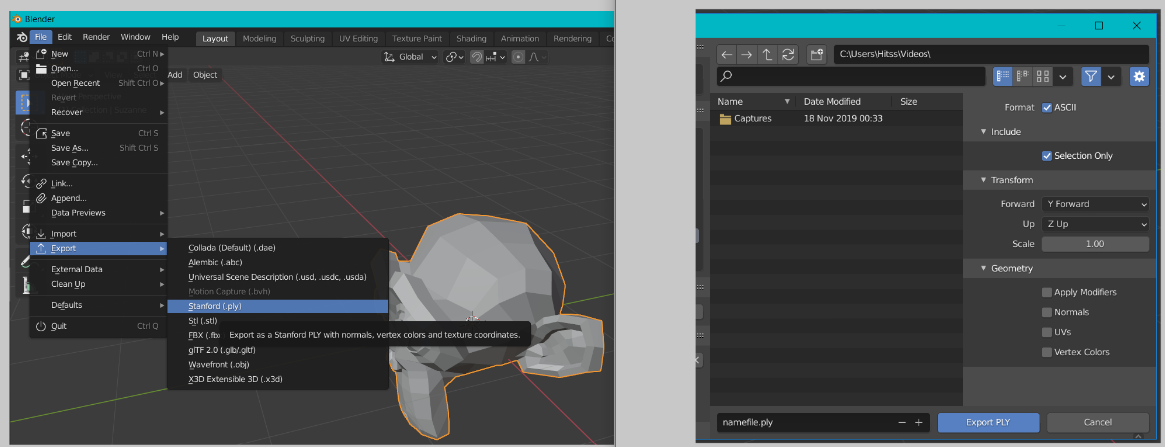 Blender
File Edit Render Window Help Layout Modeling Sculpting UV Editing Texture Paint Shading Animation Rendering
New Ctrl N
Open... Ctrl O
Open Recent Shift Ctrl O
Revert
Recover
Save Ctrl S
Save As... Shift Ctrl S
Save Copy...
Link...
Append...
Data Previews
Import
Export
External Data
Clean Up
Defaults
Quit Ctrl Q
Add Object
Global
Collada (Default) (.dae)
Alembic (.abc)
Universal Scene Description (.usd, .usdc, .usda)
Motion Capture (.bvh)
Stanford (.ply)
Stl (.stl)
FBX (.fb
Export as a Stanford PLY with normals, vertex colors and texture coordinates.
glTF 2.0 (.glb/.gltf)
Wavefront (.obj)
X3D Extensible 3D (.x3d)
C:\Users\Hitss\Videos\
Name Date Modified Size
Captures 18 Nov 2019 00:33
Format ASCII
Include
Selection Only
Transform
Forward Y Forward
Up Z Up
Scale 1.00
Geometry
Apply Modifiers
Normals
UVs
Vertex Colors
namefile.ply
Export PLY Cancel